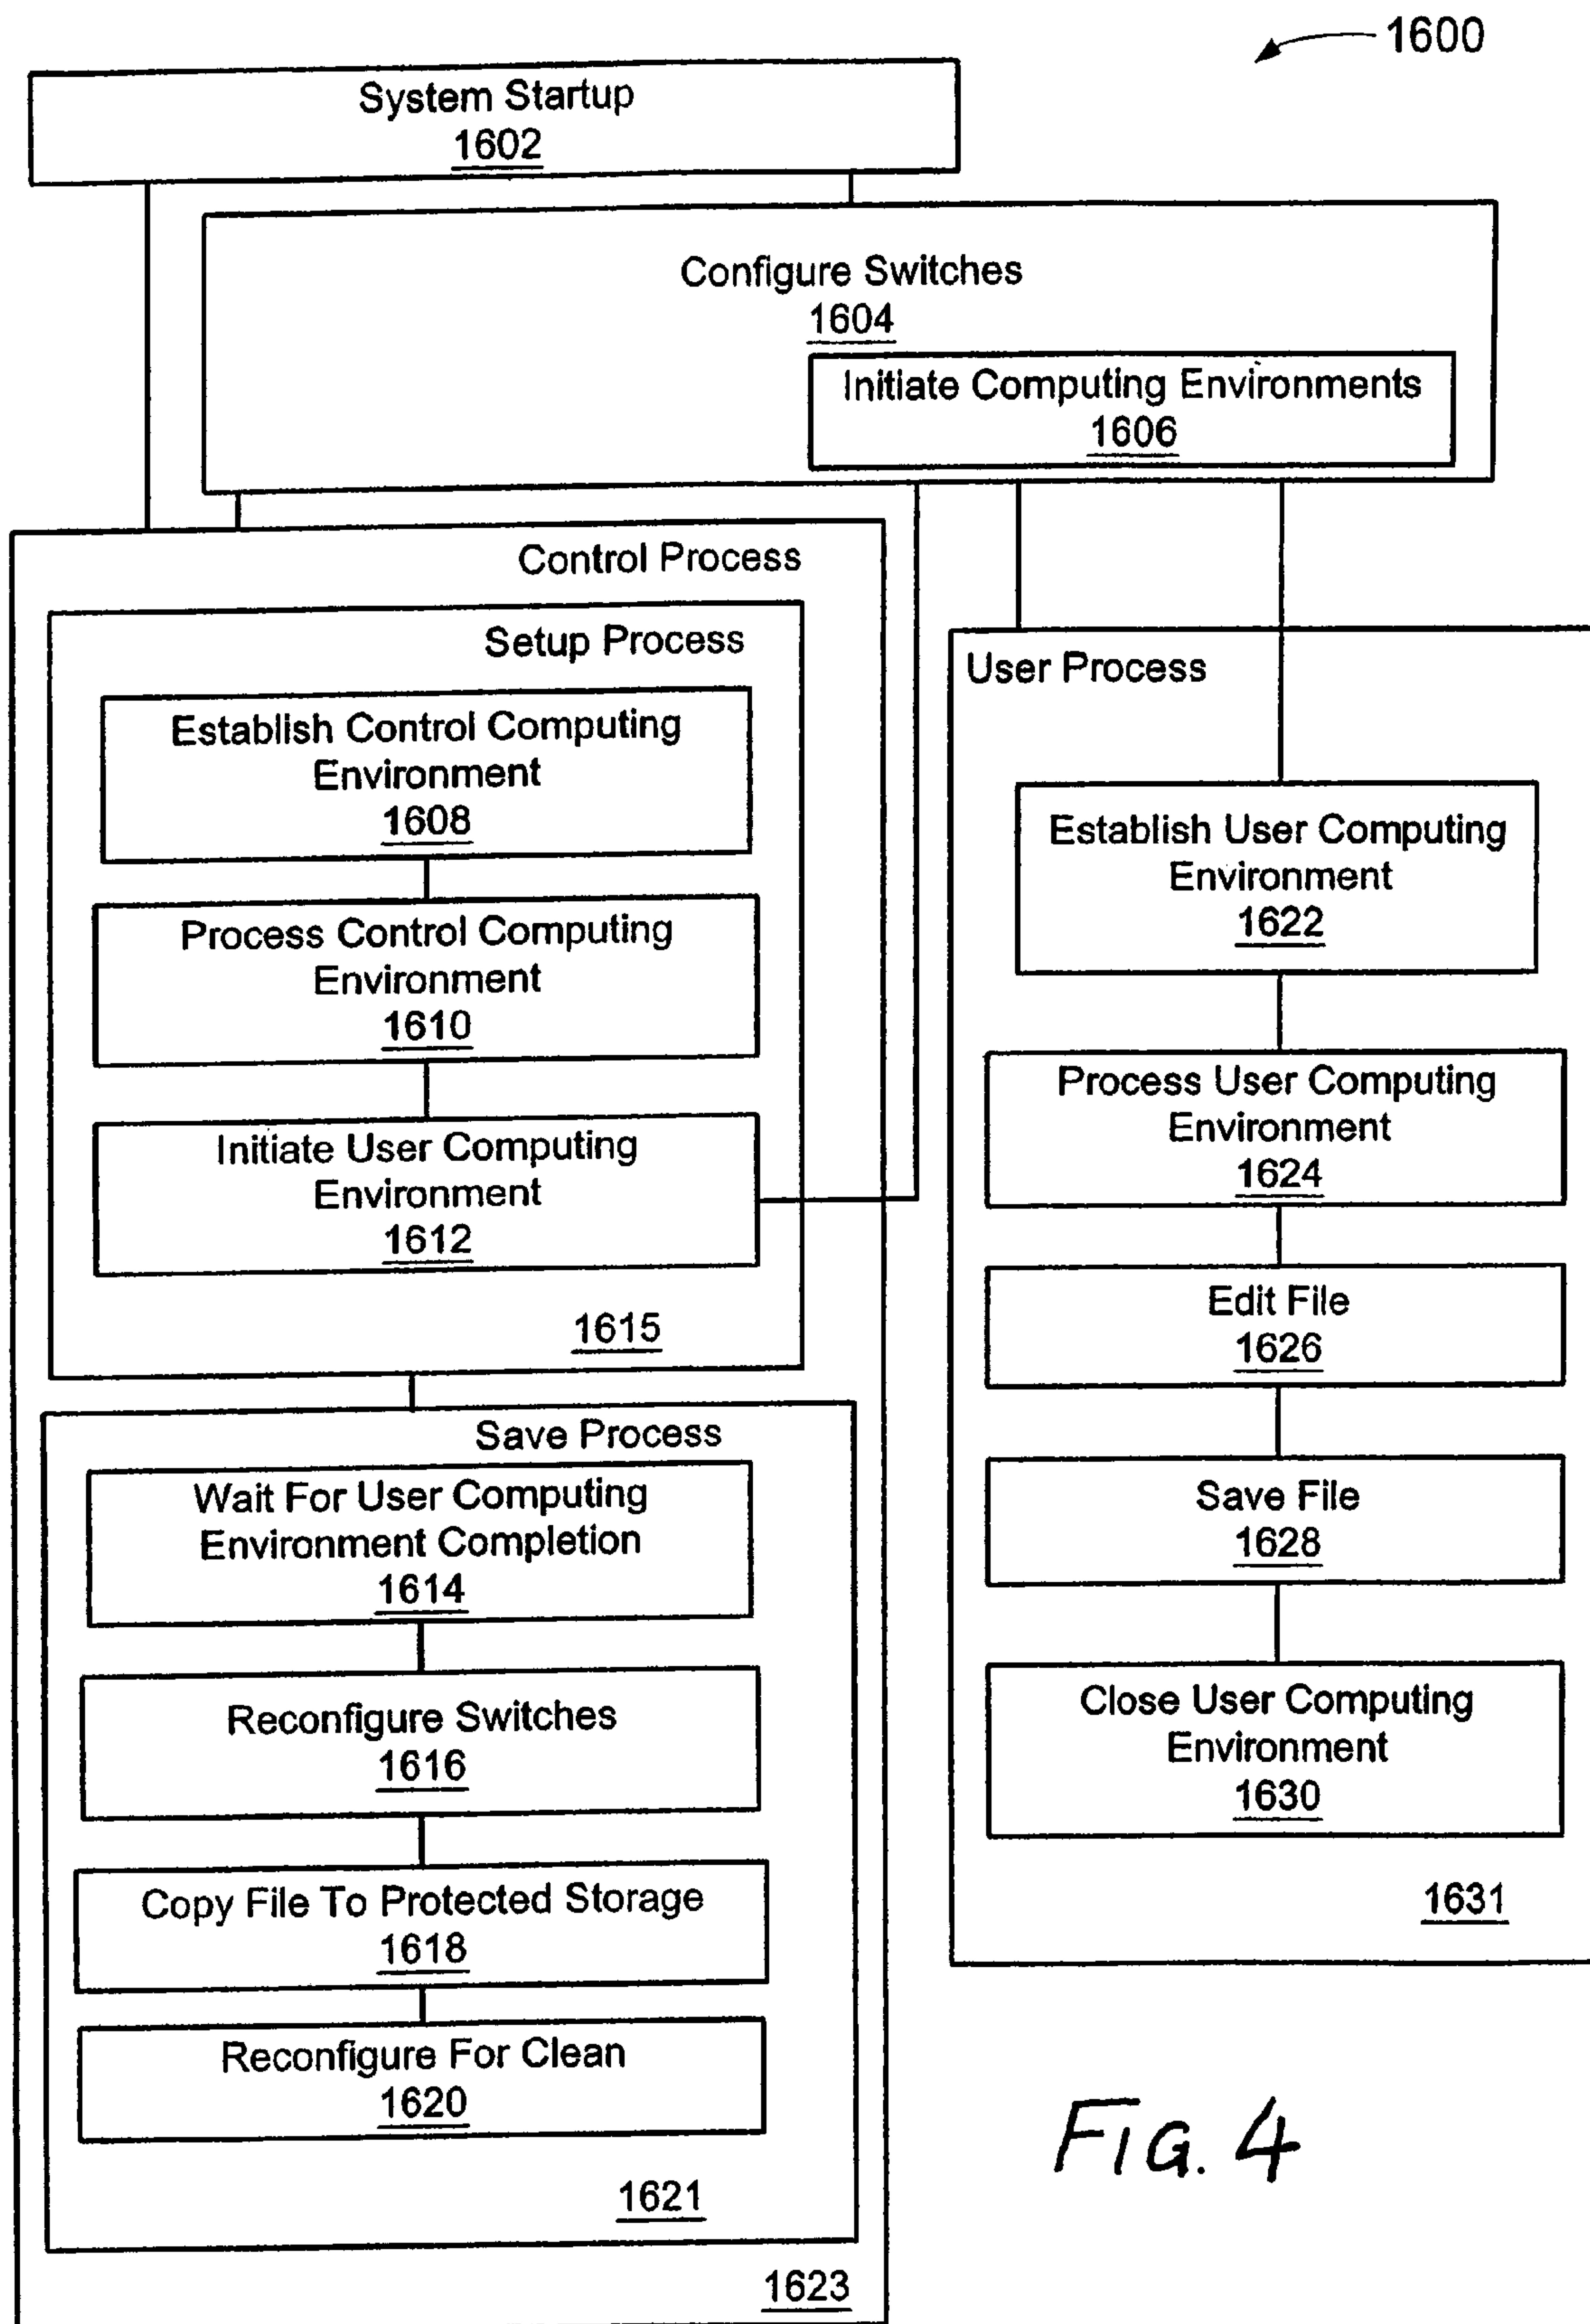 1600
System Startup
1602
Configure Switches
1604
Initiate Computing Environments
1606
Control Process
Setup Process
Establish Control Computing
Environment
1608
Process Control Computing
Environment
1610
Initiate User Computing
Environment
1612
1615
Save Process
Wait For User Computing
Environment Completion
1614
Reconfigure Switches
1616
Copy File To Protected Storage
1618
Reconfigure For Clean
1620
1621
1623
User Process
Establish User Computing
Environment
1622
Process User Computing
Environment
1624
Edit File
1626
Save File
1628
Close User Computing
Environment
1630
1631
FIG. 4